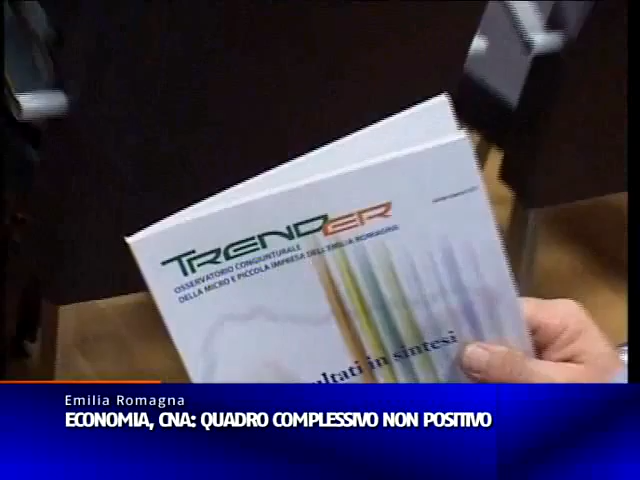 TRENDER
OSSERVATORIO CONGIUNTURALE
DELLA MICRO E PICCOLA IMPRESA DELL'EMILIA ROMAGNA
in sintesi
Emilia Romagna
ECONOMIA, CNA: QUADRO COMPLESSIVO NON POSITIVO